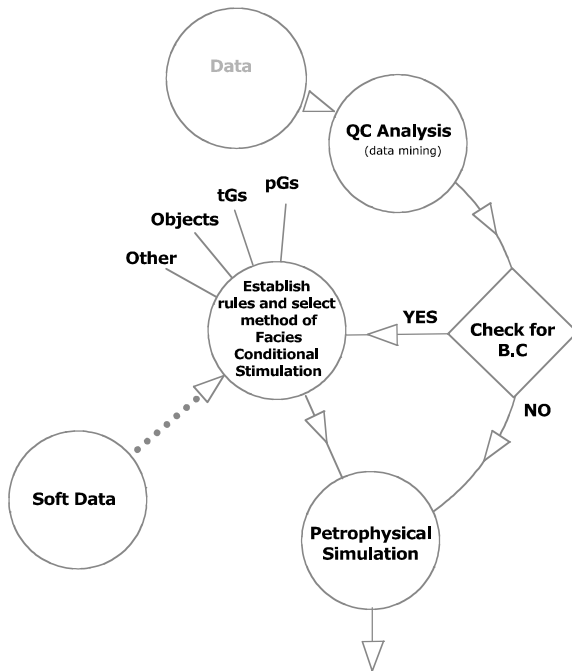 Data
QC Analysis
(data mining)
pGs
tGs
Objects
Other
Establish
rules and select
method of
Facies
Conditional
Stimulation
YES
Check for
B.C
NO
Soft Data
Petrophysical
Simulation